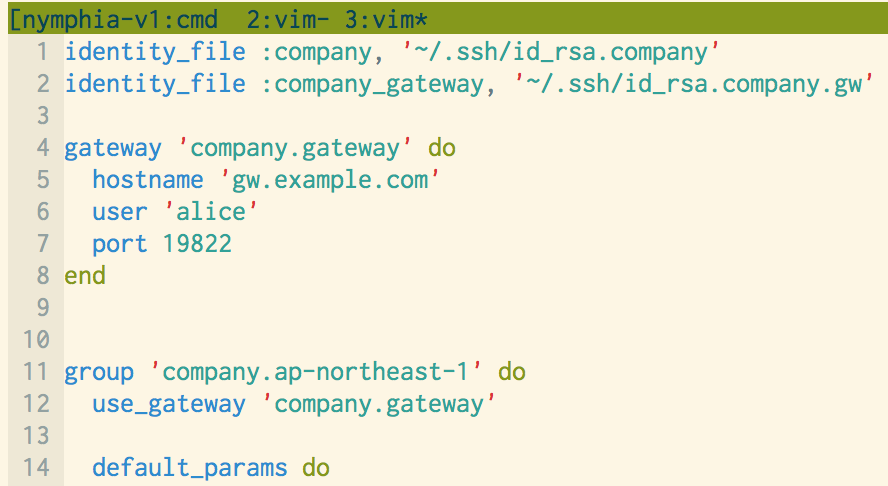 [nymphia-v1:cmd  2:vim- 3:vim*
1 identity_file :company, '~/.ssh/id_rsa.company'
2 identity_file :company_gateway, '~/.ssh/id_rsa.company.gw'
3
4 gateway 'company.gateway' do
5   hostname 'gw.example.com'
6   user 'alice'
7   port 19822
8 end
9
10
11 group 'company.ap-northeast-1' do
12   use_gateway 'company.gateway'
13
14   default_params do